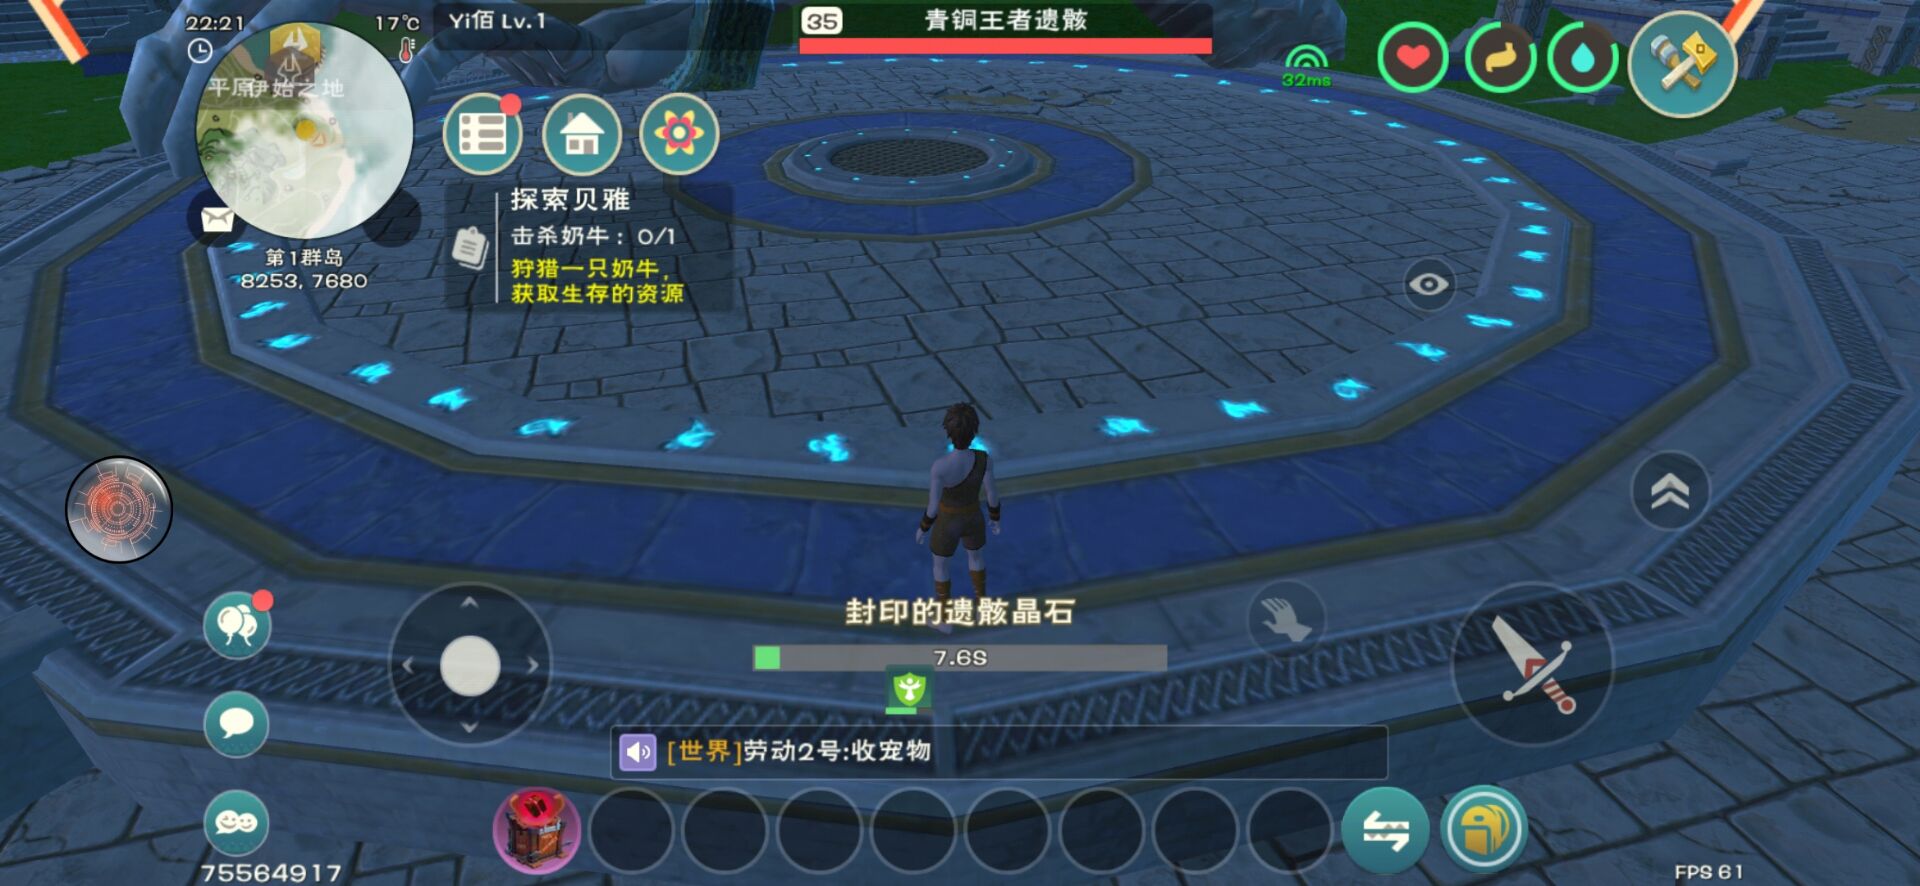 22:21
17℃
Yi佰 Lv.1
35
青铜王者遗骸
32ms
平原伊始之地
探索贝雅
击杀奶牛：0/1
狩猎一只奶牛，
获取生存的资源
第1群岛
8253, 7680
封印的遗骸晶石
7.6S
[世界]劳动2号:收宠物
75564917
FPS 61